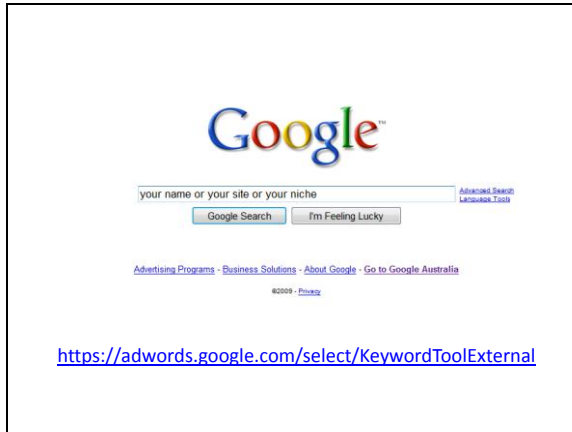 Google™
your name or your site or your niche
Advanced Search
Language Tools
Google Search I'm Feeling Lucky
Advertising Programs - Business Solutions - About Google - Go to Google Australia
©2009 - Privacy
https://adwords.google.com/select/KeywordToolExternal